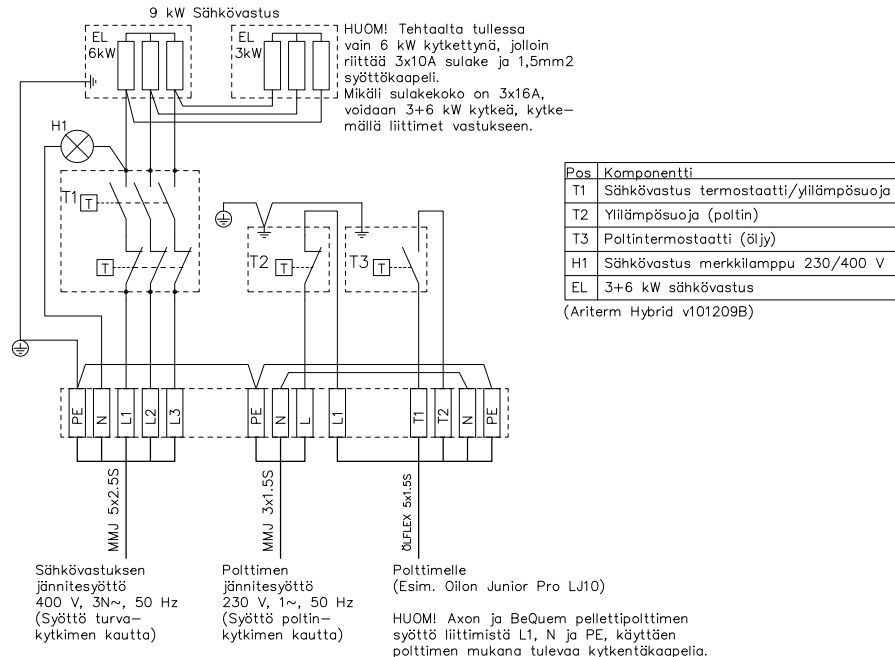 9 kW Sähkövastus
EL
6kW
EL
3kW
HUOM! Tehtaalta tullessa
vain 6 kW kytkettynä, jolloin
riittää 3x10A sulake ja 1,5mm2
syöttökaapeli.
Mikäli sulakekoko on 3x16A,
voidaan 3+6 kW kytkeä, kytke–
mällä liittimet vastukseen.
H1
T1
T
T
T2
T
T3
T
Pos Komponentti
T1 Sähkövastus termostaatti/ylilämpösuoja
T2 Ylilämpösuoja (poltin)
T3 Poltintermostaatti (öljy)
H1 Sähkövastus merkkilamppu 230/400 V
EL 3+6 kW sähkövastus
(Ariterm Hybrid v101209B)
PE N L1 L2 L3 PE N L L1 T1 T2 N PE
MMJ 5x2.5S
MMJ 3x1.5S
ÖLFLEX 5x1.5S
Sähkövastuksen
jännitesyöttö
400 V, 3N~, 50 Hz
(Syöttö turva–
kytkimen kautta)
Polttimen
jännitesyöttö
230 V, 1~, 50 Hz
(Syöttö poltin–
kytkimen kautta)
Polttimelle
(Esim. Oilon Junior Pro LJ10)
HUOM! Axon ja BeQuem pellettipolttimen
syöttö liittimistä L1, N ja PE, käyttäen
polttimen mukana tulevaa kytkentäkaapelia.